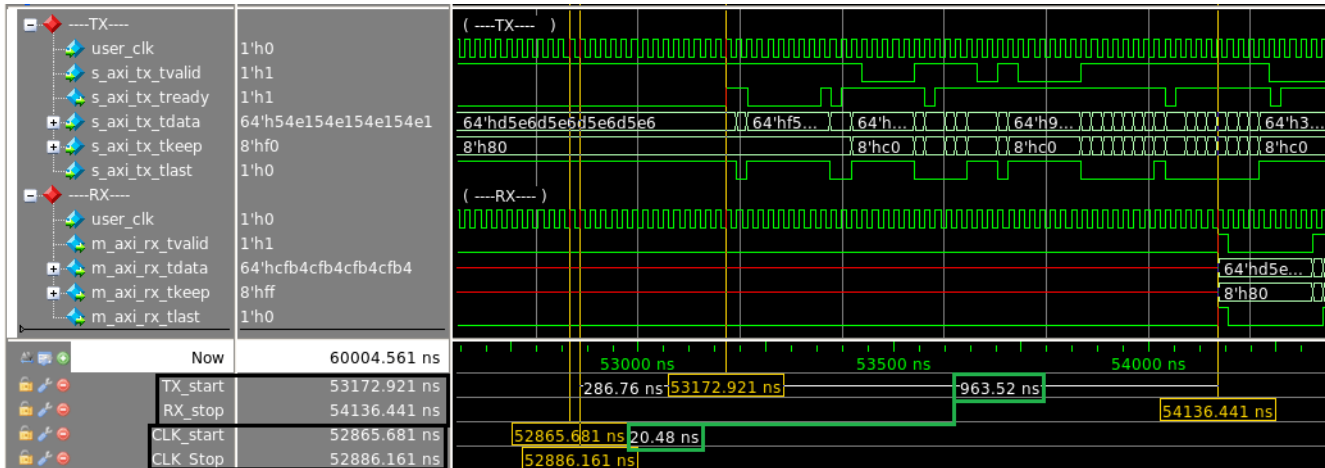 ----TX----
( ----TX---- )
user_clk 1'h0
s_axi_tx_tvalid 1'h1
s_axi_tx_tready 1'h1
s_axi_tx_tdata 64'h54e154e154e154e1 64'hd5e6d5e6d5e6d5e6 64'hf5... 64'h... 64'h9... 64'h3...
s_axi_tx_tkeep 8'hf0 8'h80 8'hc0 8'hc0 8'hc0
s_axi_tx_tlast 1'h0
----RX----
( ----RX---- )
user_clk 1'h0
m_axi_rx_tvalid 1'h1
m_axi_rx_tdata 64'hcfb4cfb4cfb4cfb4 64'hd5e...
m_axi_rx_tkeep 8'hff 8'h80
m_axi_rx_tlast 1'h0
Now 60004.561 ns 53000 ns 53500 ns 54000 ns
TX_start 53172.921 ns 286.76 ns 53172.921 ns 963.52 ns
RX_stop 54136.441 ns 54136.441 ns
CLK_start 52865.681 ns 52865.681 ns 20.48 ns
CLK_Stop 52886.161 ns 52886.161 ns